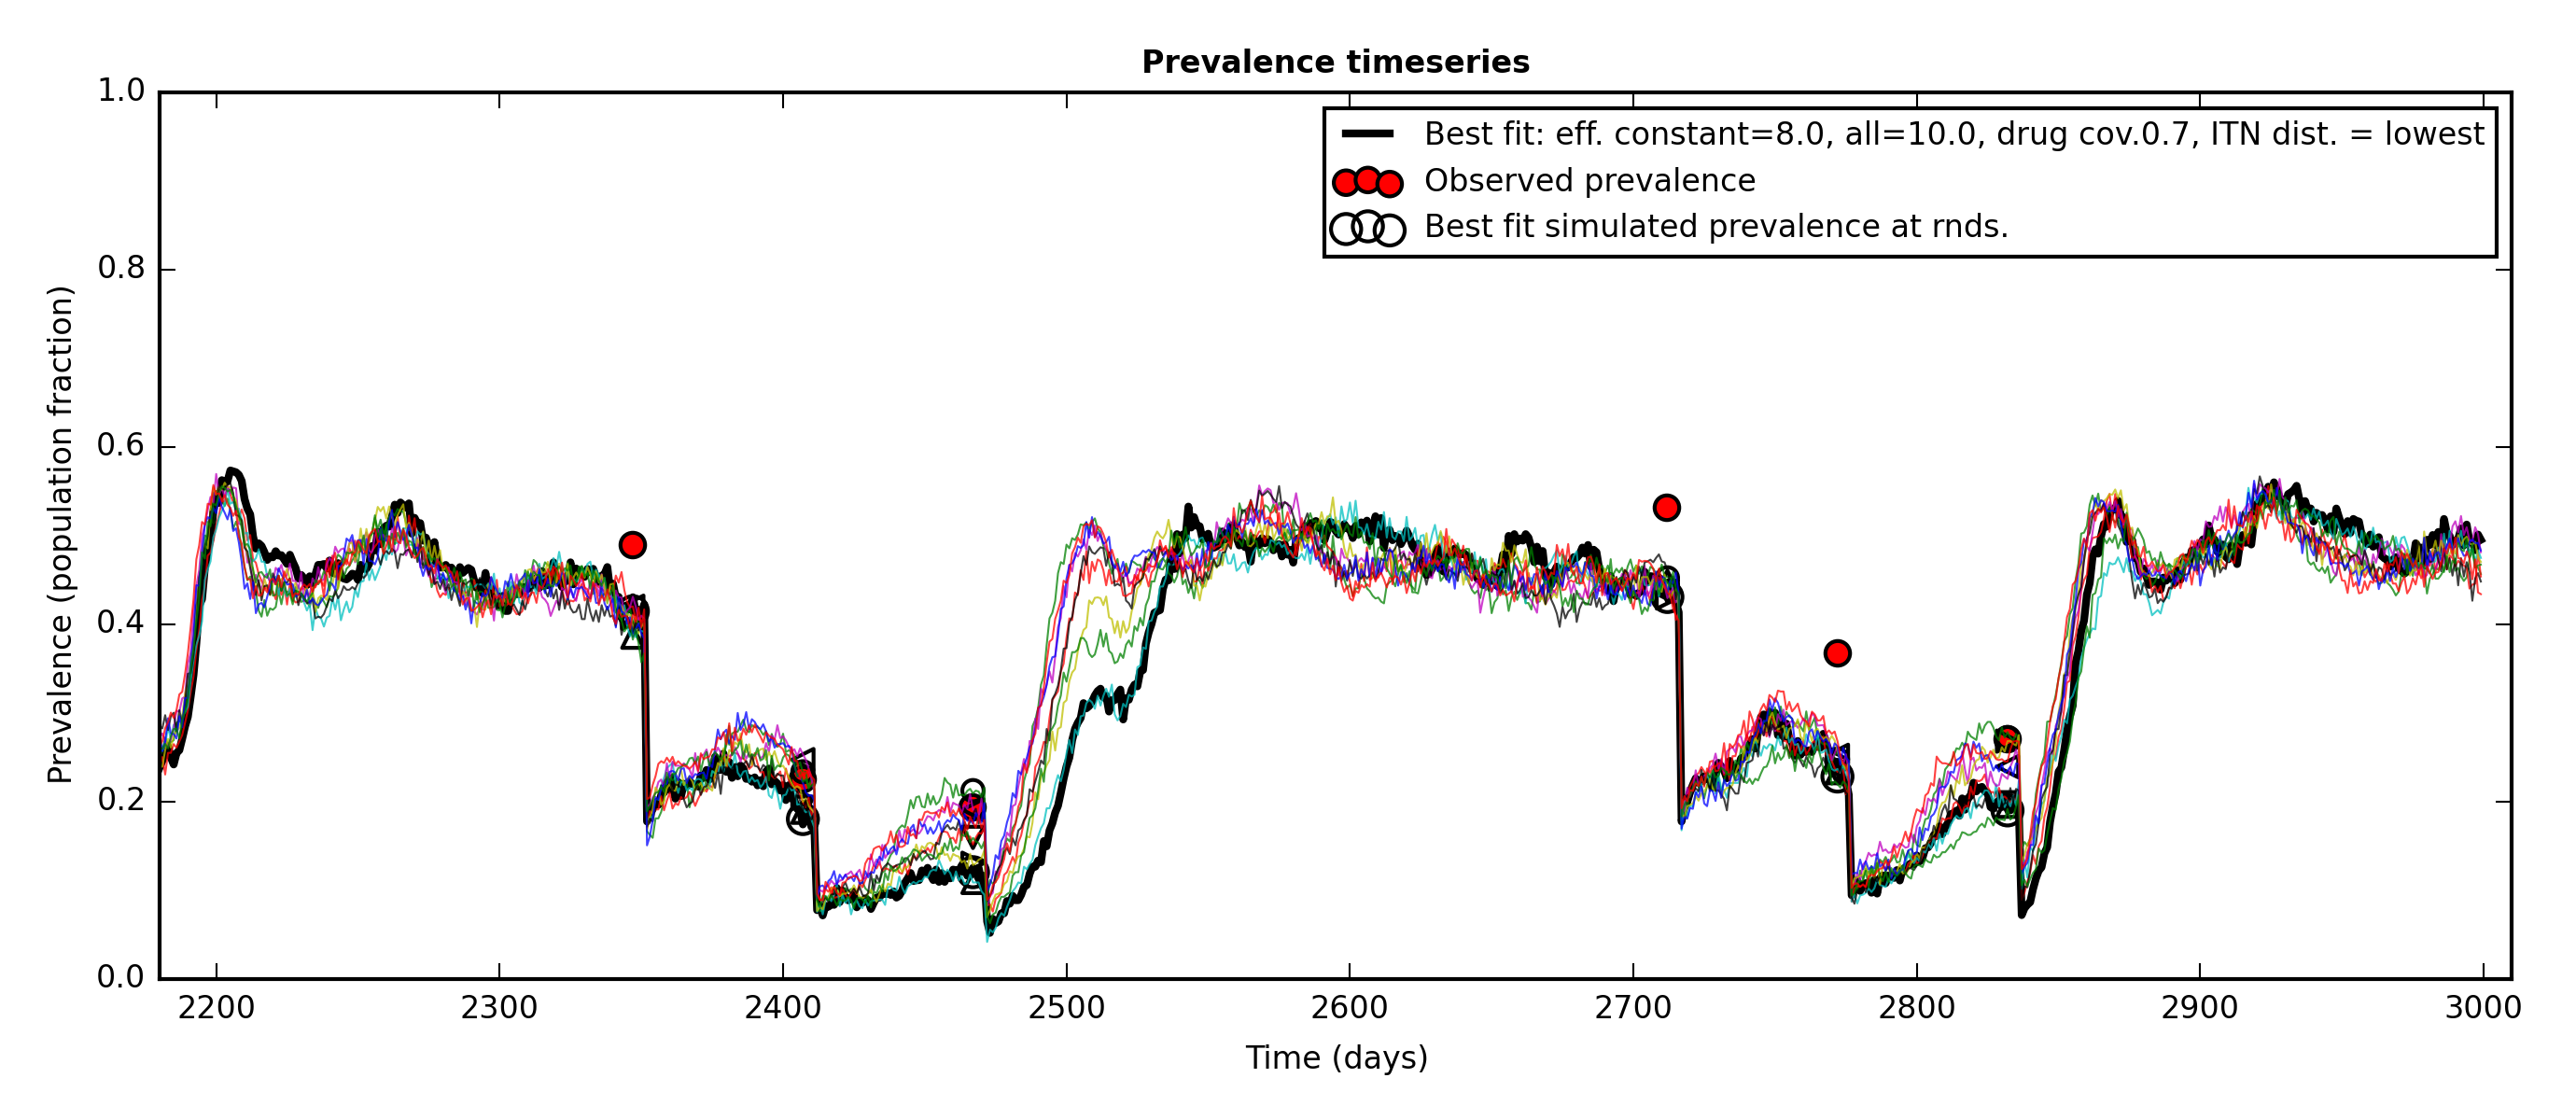 Prevalence timeseries
Best fit: eff. constant=8.0, all=10.0, drug cov.0.7, ITN dist. = lowest
Observed prevalence
Best fit simulated prevalence at rnds.
Prevalence (population fraction)
1.0
0.8
0.6
0.4
0.2
0.0
2200 2300 2400 2500 2600 2700 2800 2900 3000
Time (days)